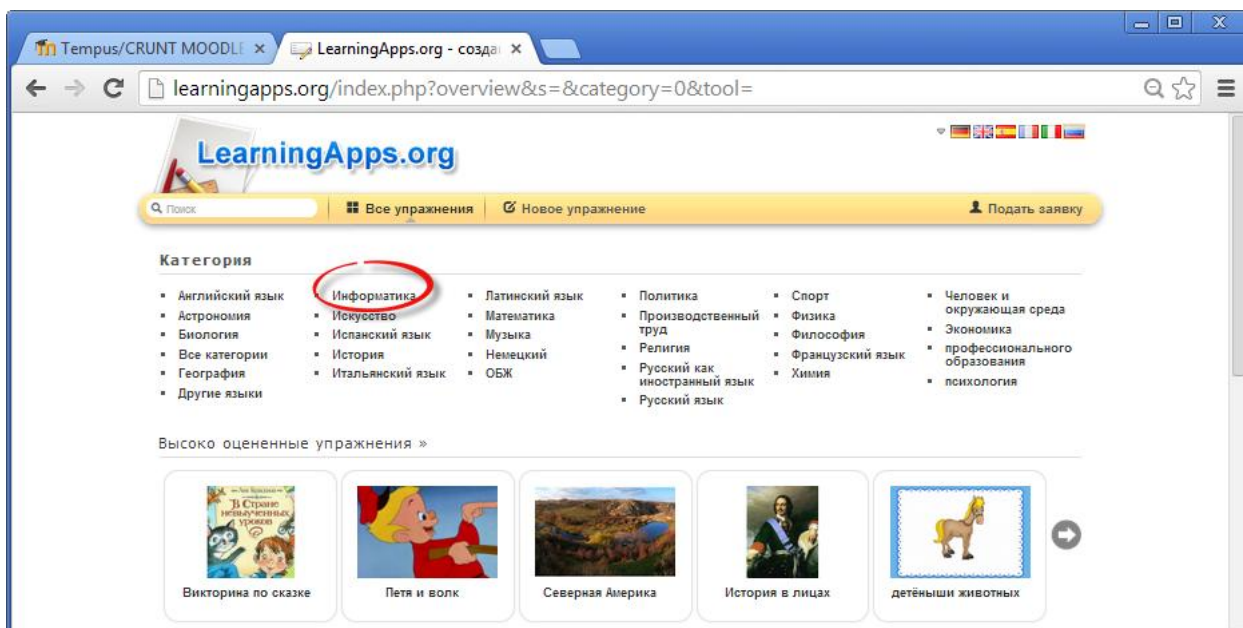 Tempus/CRUNT MOODLE
LearningApps.org - созда
learningapps.org/index.php?overview&s=&category=0&tool=
LearningApps.org
Поиск
Все упражнения
Новое упражнение
Подать заявку
Категория
Английский язык
Астрономия
Биология
Все категории
География
Другие языки
Информатика
Искусство
Испанский язык
История
Итальянский язык
Латинский язык
Математика
Музыка
Немецкий
ОБЖ
Политика
Производственный
труд
Религия
Русский как
иностранный язык
Русский язык
Спорт
Физика
Философия
Французский язык
Химия
Человек и
окружающая среда
Экономика
профессионального
образования
психология
Высоко оцененные упражнения »
В Стране
невыученных
уроков
Викторина по сказке
Петя и волк
Северная Америка
История в лицах
детёныши животных